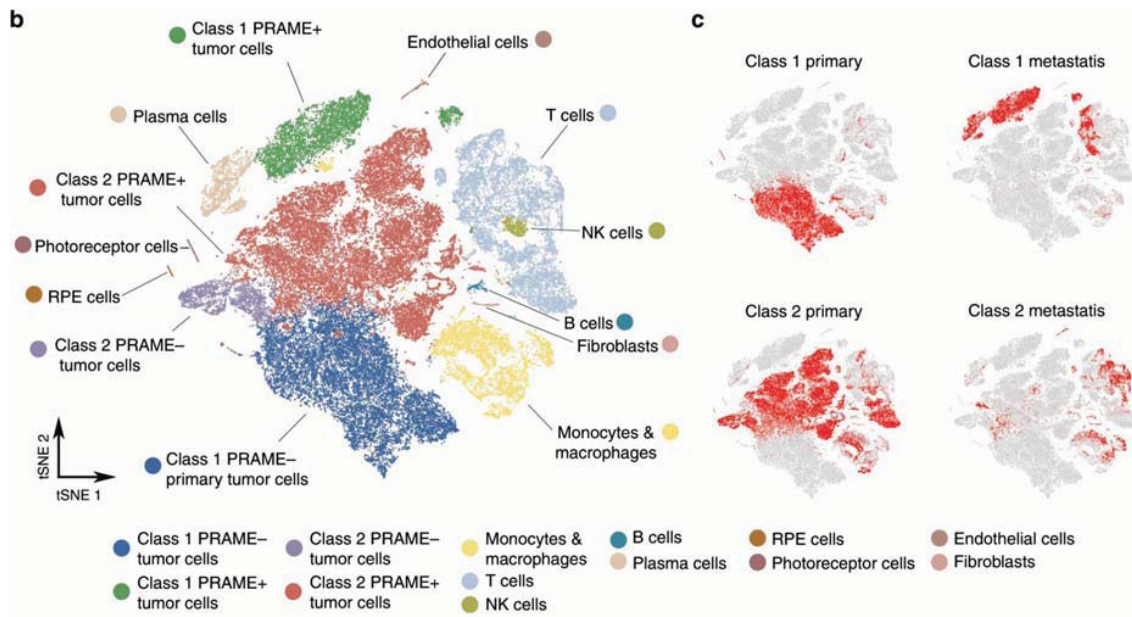 b
Class 1 PRAME+
tumor cells
Endothelial cells
Plasma cells
T cells
Class 2 PRAME+
tumor cells
Photoreceptor cells
NK cells
RPE cells
B cells
Class 2 PRAME–
tumor cells
Fibroblasts
Monocytes &
macrophages
Class 1 PRAME–
primary tumor cells
tSNE 2
tSNE 1
c
Class 1 primary
Class 1 metastatis
Class 2 primary
Class 2 metastatis
Class 1 PRAME–
tumor cells
Class 1 PRAME+
tumor cells
Class 2 PRAME–
tumor cells
Class 2 PRAME+
tumor cells
Monocytes &
macrophages
T cells
NK cells
B cells
Plasma cells
RPE cells
Photoreceptor cells
Endothelial cells
Fibroblasts